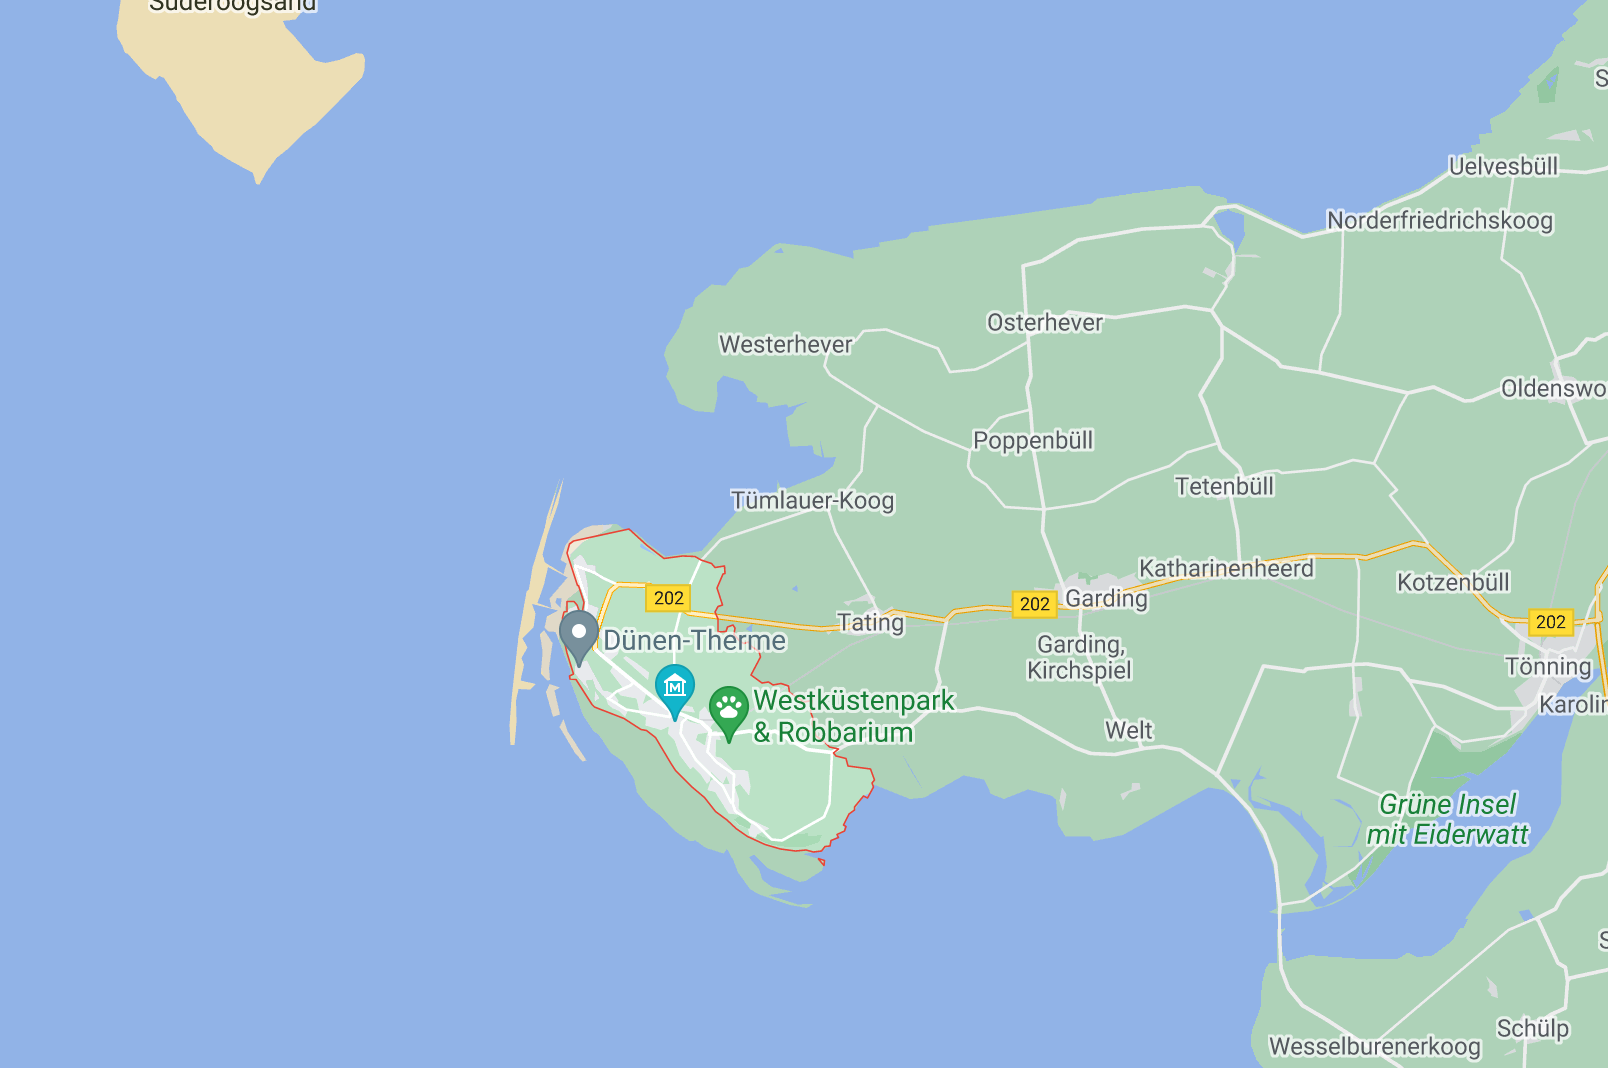 Süderoogsand
Uelvesbüll
Norderfriedrichskoog
Osterhever
Westerhever
Oldenswo
Poppenbüll
Tetenbüll
Tümlauer-Koog
Katharinenheerd
Kotzenbüll
202
202
Garding
202
Tating
Dünen-Therme
Garding,
Kirchspiel
Tönning
Westküstenpark
& Robbarium
Karolin
Welt
Grüne Insel
mit Eiderwatt
S
S
Schülp
Wesselburenerkoog